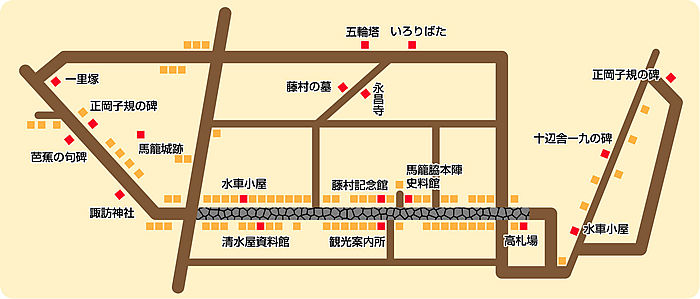 五輪塔
いろりばた
一里塚
正岡子規の碑
藤村の墓
永昌寺
正岡子規の碑
馬籠城跡
芭蕉の句碑
十辺舎一九の碑
諏訪神社
水車小屋
藤村記念館
馬籠脇本陣
史料館
清水屋資料館
観光案内所
高札場
水車小屋